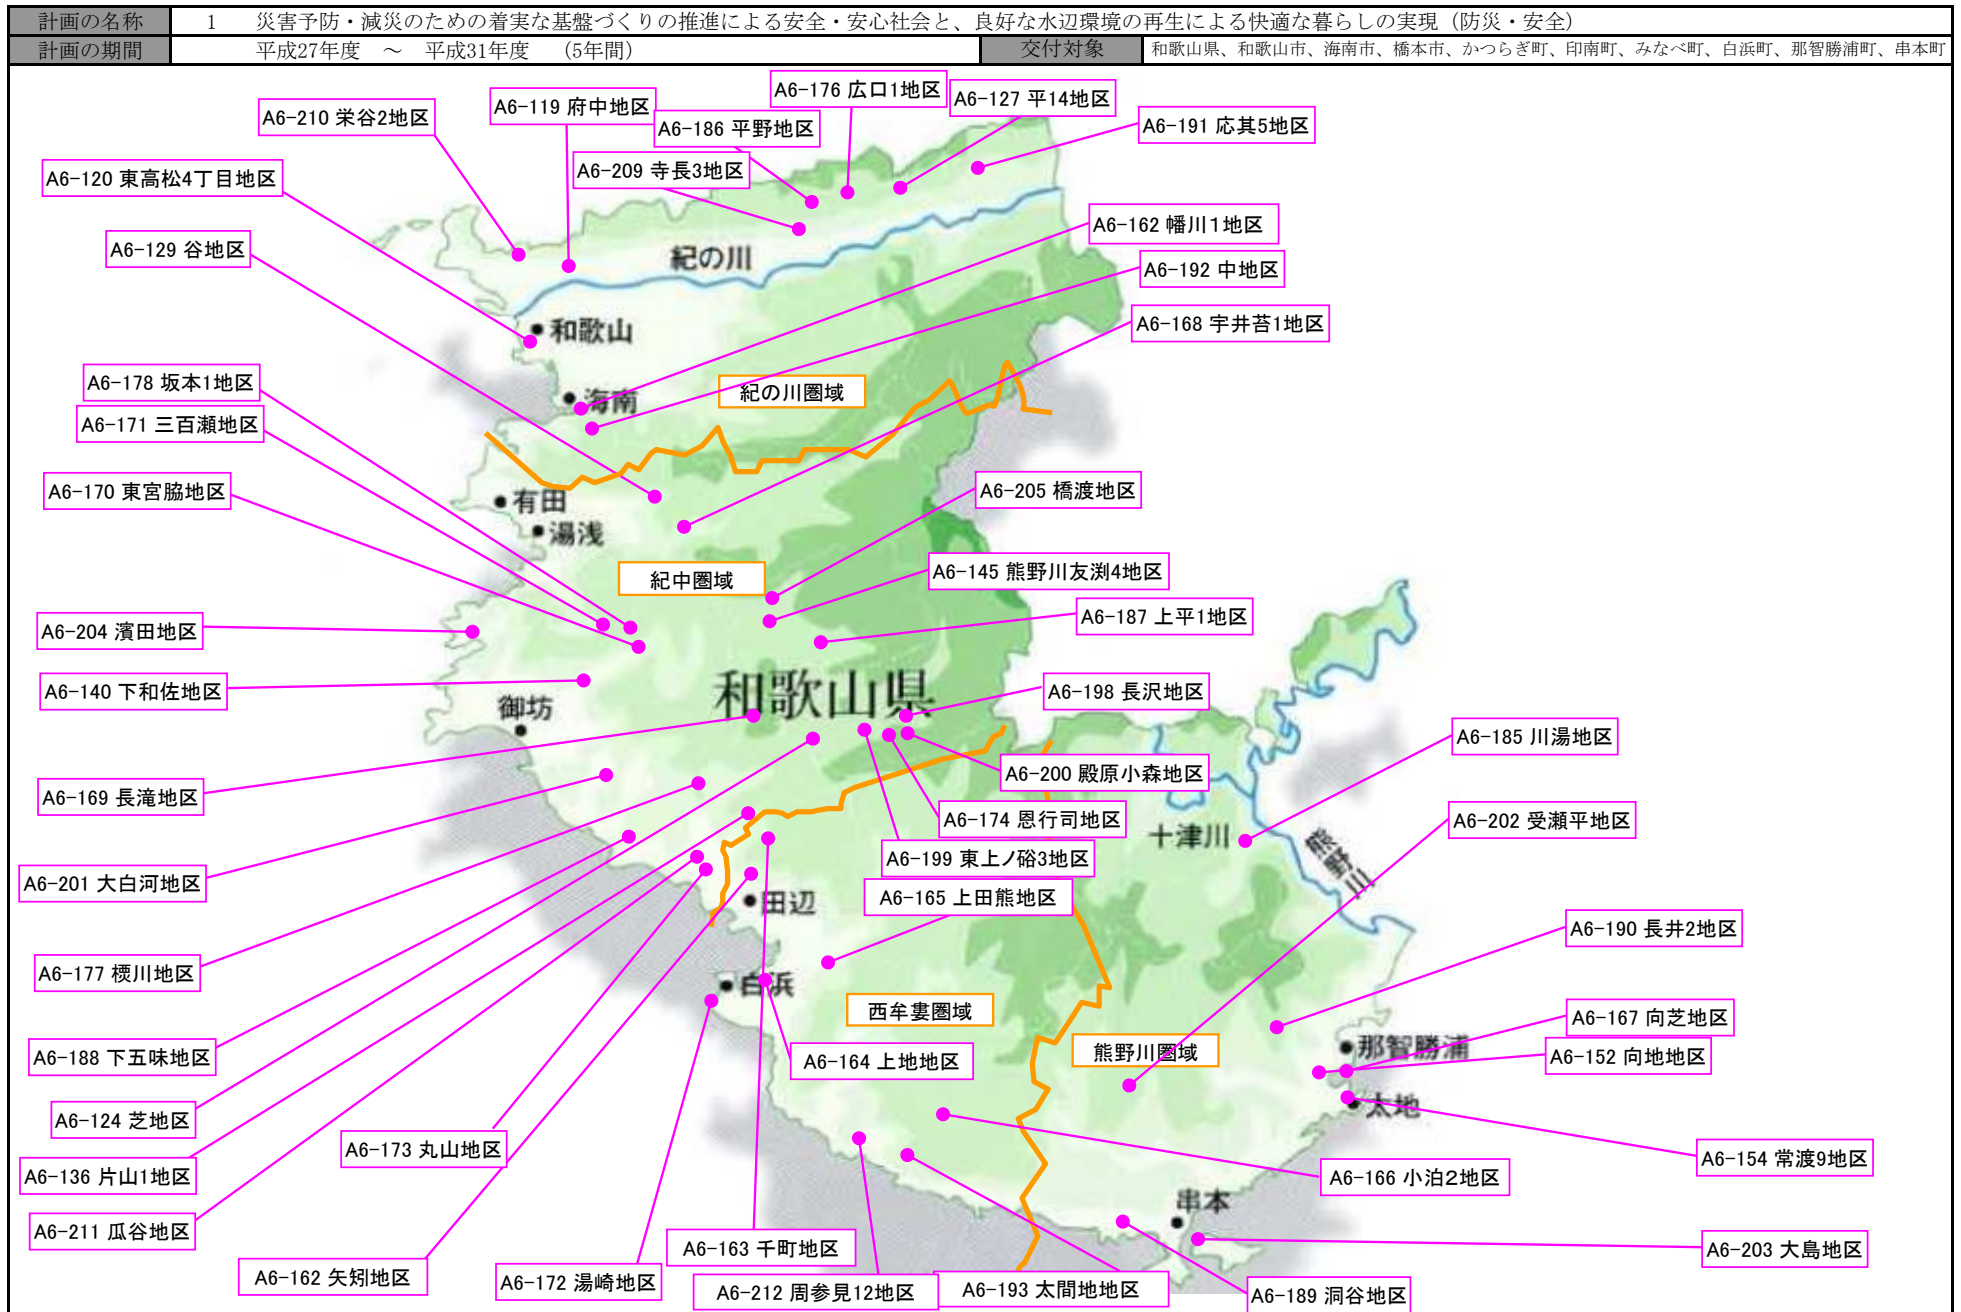 計画の名称 1 災害予防・減災のための着実な基盤づくりの推進による安全・安心社会と、良好な水辺環境の再生による快適な暮らしの実現（防災・安全）
計画の期間 平成27年度 ～ 平成31年度 （5年間） 交付対象 和歌山県、和歌山市、海南市、橋本市、かつらぎ町、印南町、みなべ町、白浜町、那智勝浦町、串本町
A6-176 広口1地区
A6-127 平14地区
A6-119 府中地区
A6-210 栄谷2地区
A6-186 平野地区
A6-191 応其5地区
A6-209 寺長3地区
A6-120 東高松4丁目地区
A6-162 幡川1地区
A6-129 谷地区
紀の川
A6-192 中地区
A6-168 宇井苔1地区
和歌山
A6-178 坂本1地区
紀の川圏域
海南
A6-171 三百瀬地区
A6-170 東宮脇地区
A6-205 橋渡地区
有田
湯浅
A6-145 熊野川友渕4地区
紀中圏域
A6-187 上平1地区
A6-204 濱田地区
A6-140 下和佐地区
A6-198 長沢地区
和歌山県
御坊
A6-185 川湯地区
A6-200 殿原小森地区
A6-169 長滝地区
A6-174 恩行司地区
A6-202 受瀬平地区
十津川
熊野川
A6-199 東上ノ硲3地区
A6-201 大白河地区
A6-165 上田熊地区
田辺
A6-190 長井2地区
A6-177 椣川地区
白浜
西牟婁圏域
A6-167 向芝地区
那智勝浦
熊野川圏域
A6-188 下五味地区
A6-164 上地地区
A6-152 向地地区
太地
A6-124 芝地区
A6-173 丸山地区
A6-154 常渡9地区
A6-136 片山1地区
A6-166 小泊2地区
串本
A6-211 瓜谷地区
A6-163 千町地区
A6-203 大島地区
A6-162 矢矧地区
A6-172 湯崎地区
A6-212 周参見12地区
A6-193 太間地地区
A6-189 洞谷地区